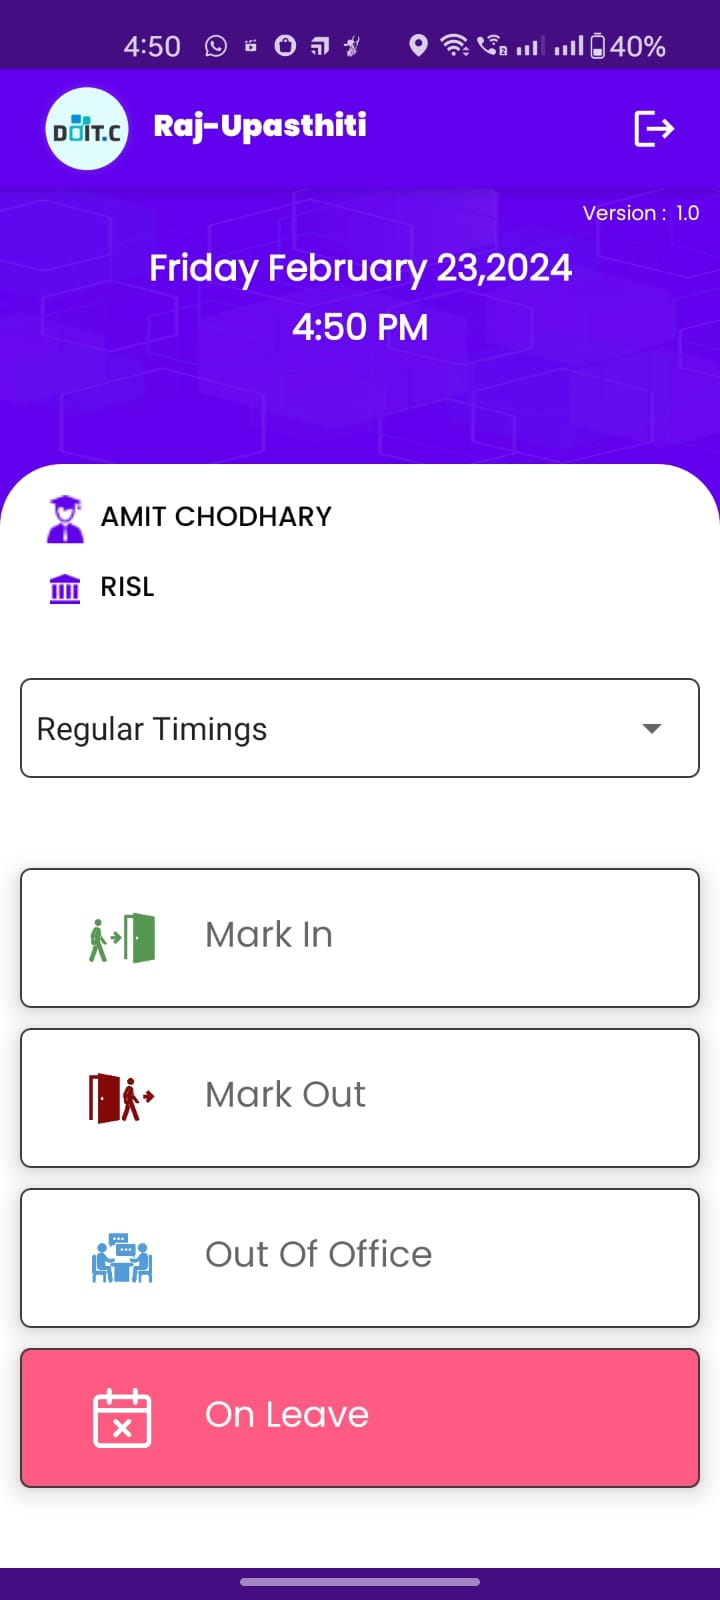 4:50
40%
DOIT.C
Raj-Upasthiti
Version : 1.0
Friday February 23,2024
4:50 PM
AMIT CHODHARY
RISL
Regular Timings
Mark In
Mark Out
Out Of Office
On Leave